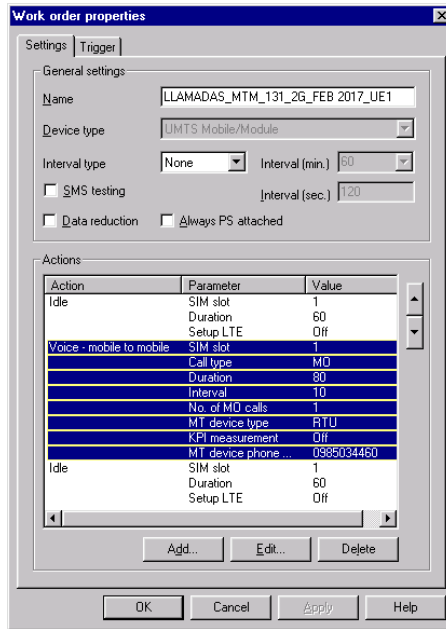 Work order properties
Settings Trigger
General settings
Name LLAMADAS_MTM_131_2G_FEB 2017_UE1
Device type UMTS Mobile/Module
Interval type None Interval (min.) 60
SMS testing Interval (sec.) 120
Data reduction Always PS attached
Actions
Action Parameter Value
Idle SIM slot 1
Duration 60
Setup LTE Off
Voice - mobile to mobile SIM slot 1
Call type MO
Duration 80
Interval 10
No. of MO calls 1
MT device type RTU
KPI measurement Off
MT device phone ... 0985034460
Idle SIM slot 1
Duration 60
Setup LTE Off
Add... Edit... Delete
OK Cancel Apply Help